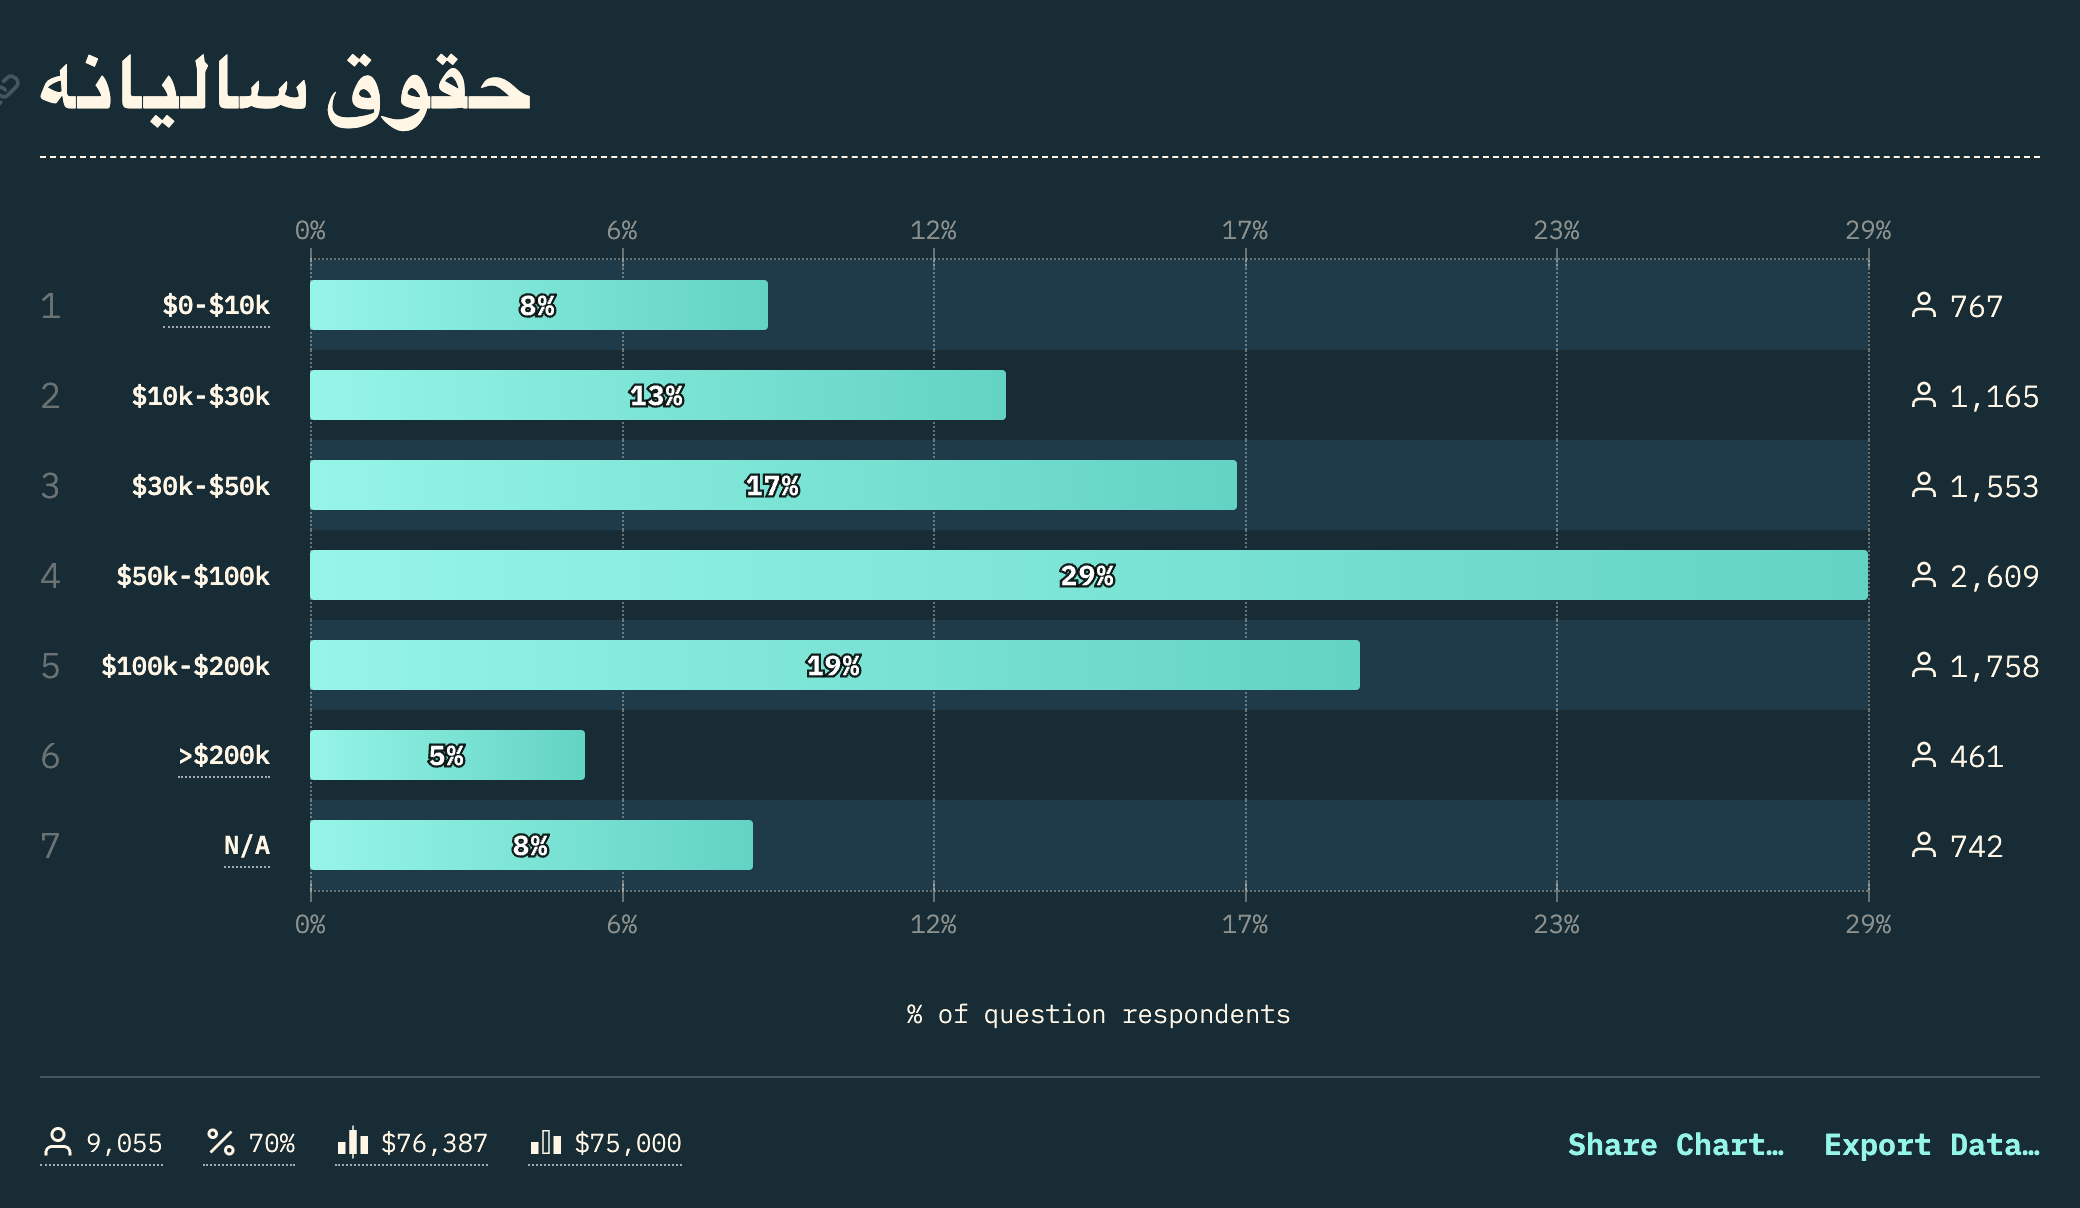 حقوق سالیانه
0% 6% 12% 17% 23% 29%
1 $0-$10k 8% 767
2 $10k-$30k 13% 1,165
3 $30k-$50k 17% 1,553
4 $50k-$100k 29% 2,609
5 $100k-$200k 19% 1,758
6 >$200k 5% 461
7 N/A 8% 742
0% 6% 12% 17% 23% 29%
% of question respondents
9,055 70% $76,387 $75,000 Share Chart… Export Data…